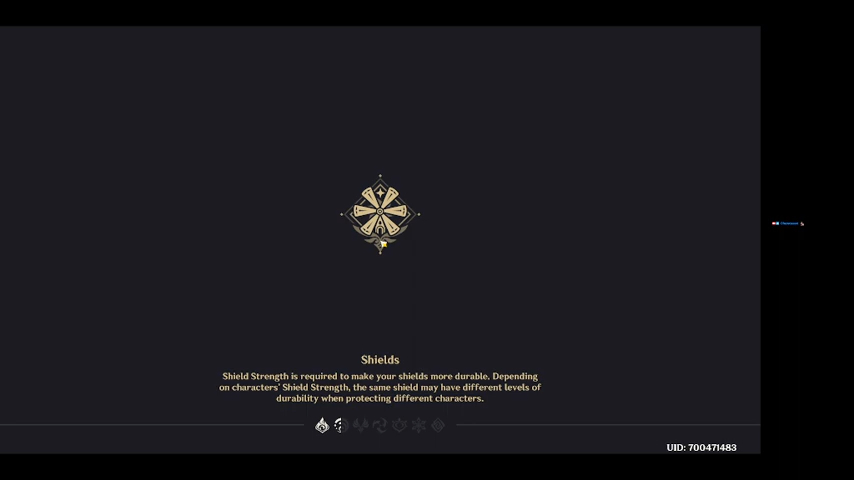 Shields
Shield Strength is required to make your shields more durable. Depending
on characters' Shield Strength, the same shield may have different levels of
durability when protecting different characters.
UID: 700471483